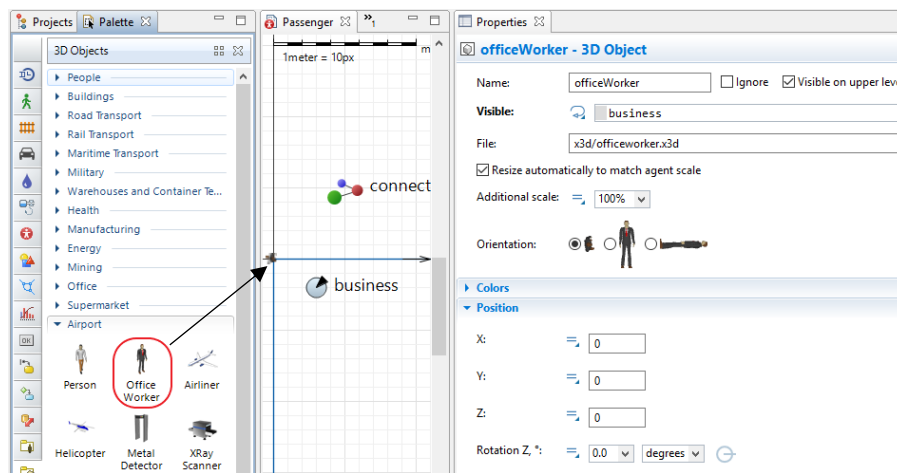 Projects
Palette
3D Objects
People
Buildings
Road Transport
Rail Transport
Maritime Transport
Military
Warehouses and Container Te...
Health
Manufacturing
Energy
Mining
Office
Supermarket
Airport
Person
Office
Worker
Airliner
Helicopter
Metal
Detector
XRay
Scanner
OK
Passenger
»1
m
1meter = 10px
connect
business
Properties
officeWorker - 3D Object
Name:
officeWorker
Ignore
Visible on upper leve
Visible:
business
File:
x3d/officeworker.x3d
Resize automatically to match agent scale
Additional scale:
100%
Orientation:
Colors
Position
X:
0
Y:
0
Z:
0
Rotation Z, °:
0.0
degrees